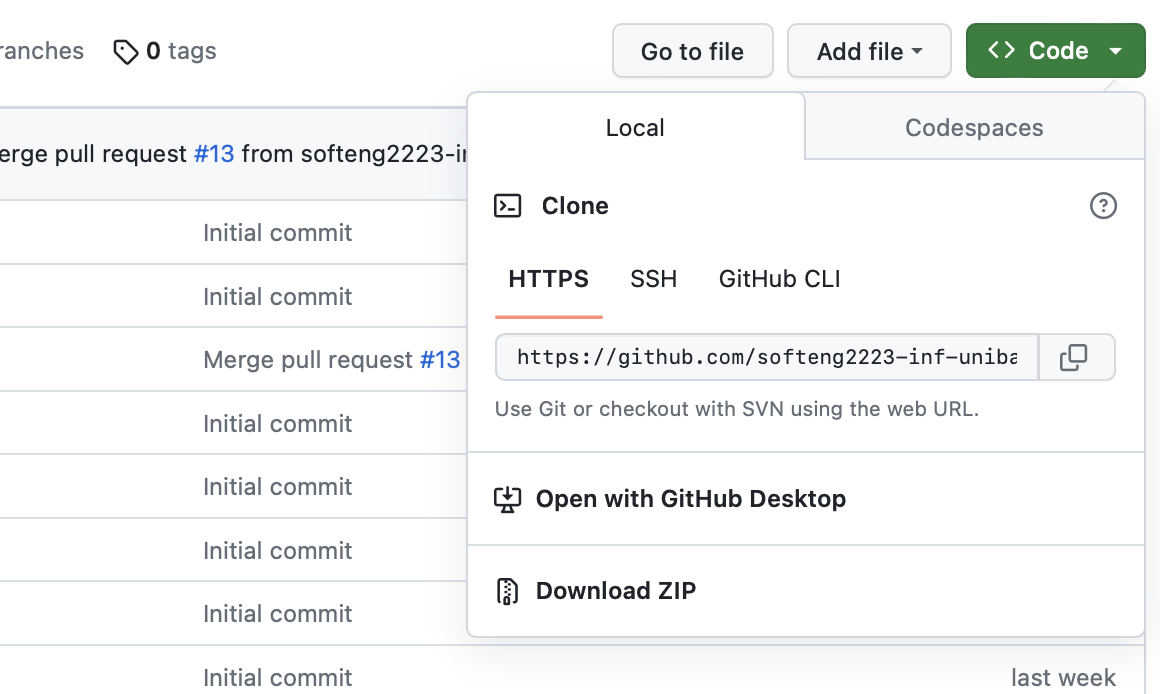 ranches 0 tags Go to file Add file Code
Local Codespaces
erge pull request #13 from softeng2223-in
Clone
Initial commit
HTTPS SSH GitHub CLI
Initial commit
Merge pull request #13
https://github.com/softeng2223-inf-uniba
Use Git or checkout with SVN using the web URL.
Initial commit
Initial commit
Open with GitHub Desktop
Initial commit
Download ZIP
Initial commit
Initial commit last week